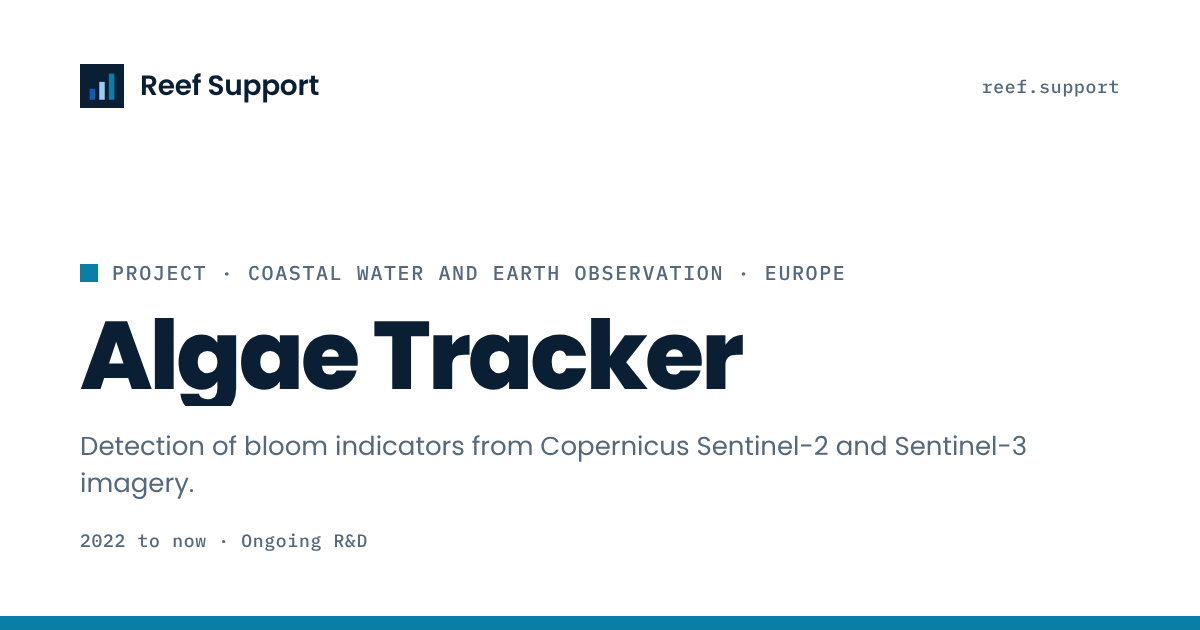 Reef Support
reef.support
PROJECT · COASTAL WATER AND EARTH OBSERVATION · EUROPE
Algae Tracker
Detection of bloom indicators from Copernicus Sentinel-2 and Sentinel-3
imagery.
2022 to now · Ongoing R&D